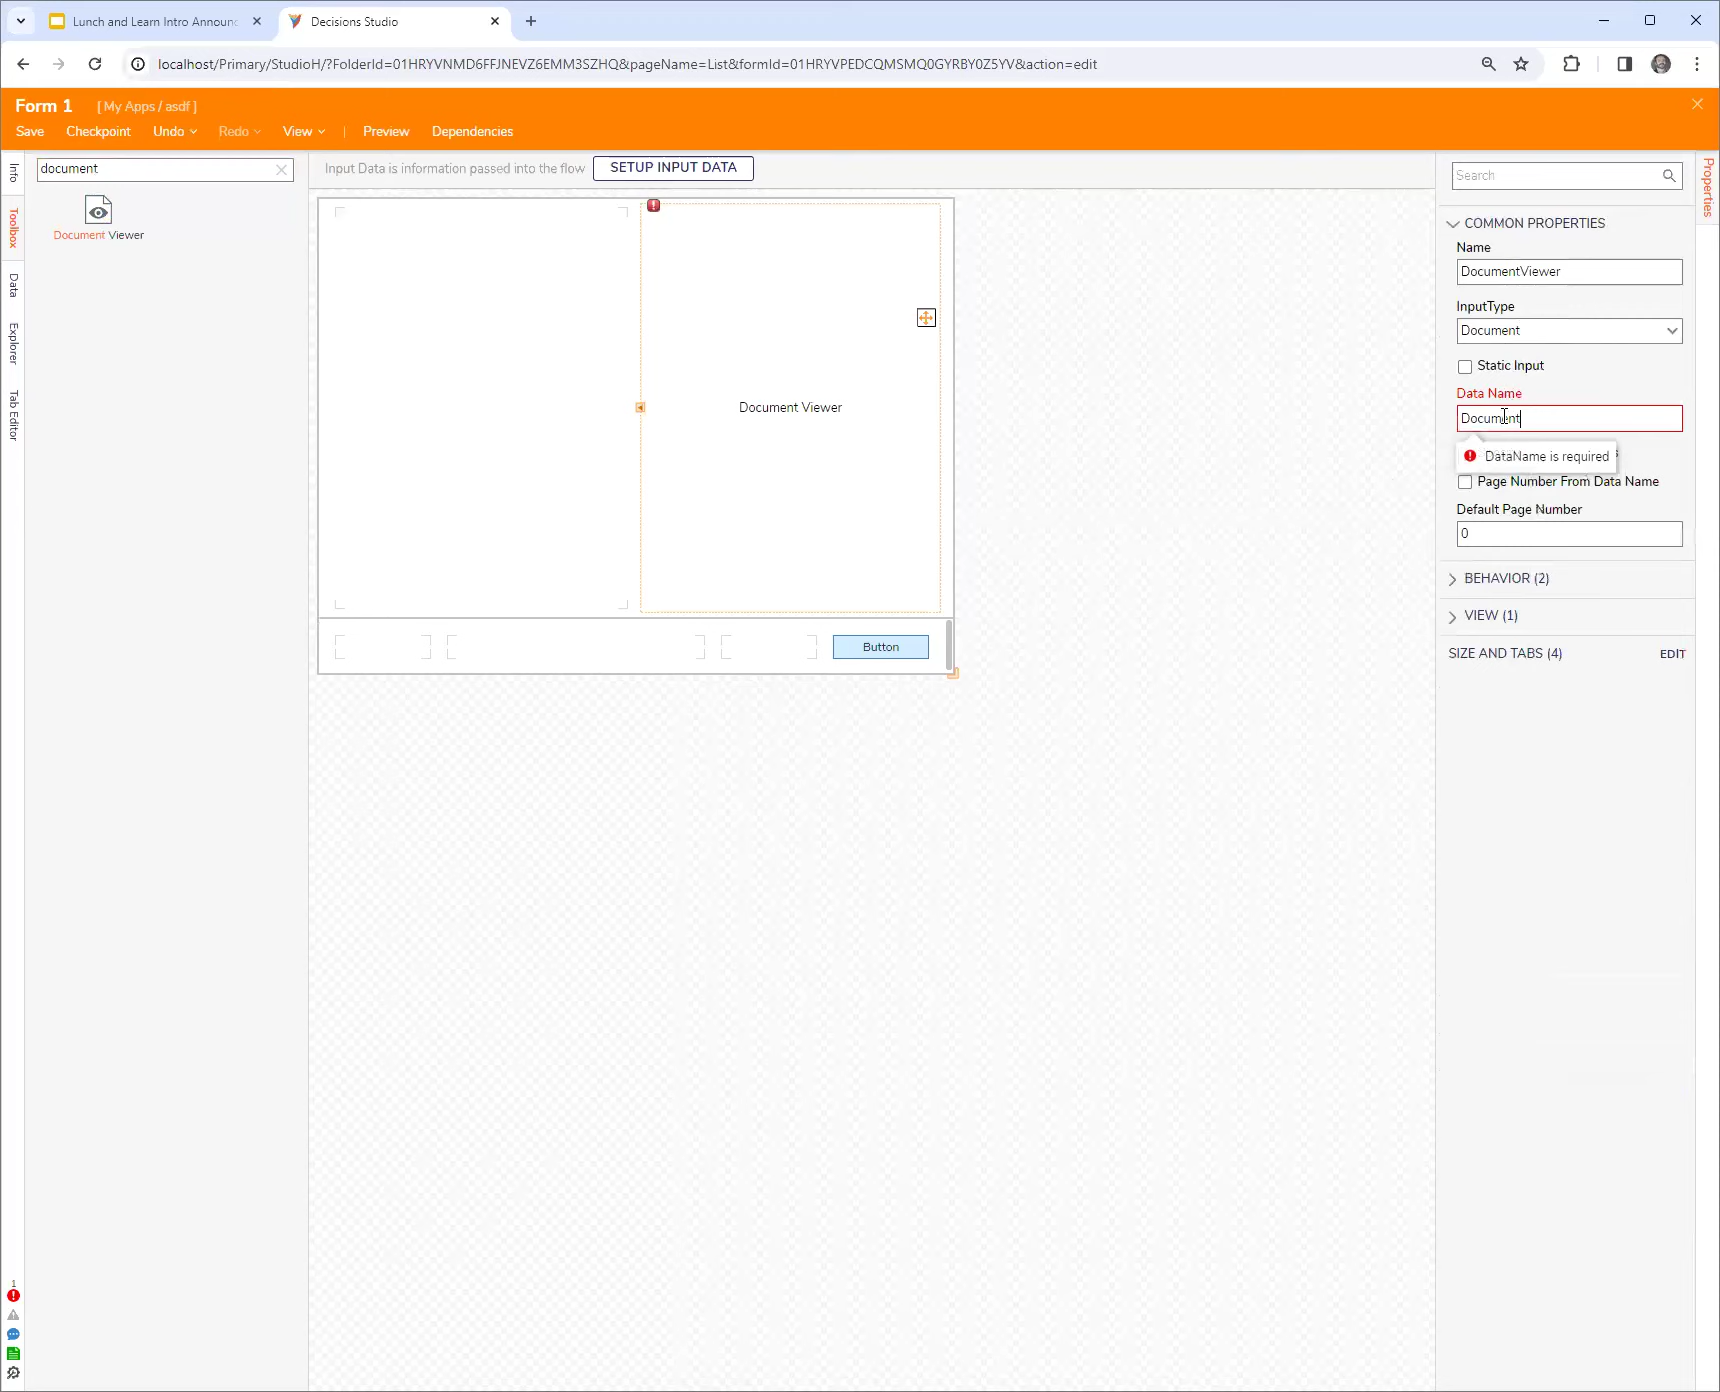 Lunch and Learn Intro Announ
Decisions Studio
localhost/Primary/StudioH/?FolderId=01HRYVNMD6FFJNEVZ6EMM3SZHQ&pageName=List&formId=01HRYVPEDCQMSMQ0GYRBY0Z5YV&action=edit
Form 1 [ My Apps / asdf ]
Save Checkpoint Undo Redo View | Preview Dependencies
Info
Toolbox
Data
Explorer
Tab Editor
document
Document Viewer
Input Data is information passed into the flow SETUP INPUT DATA
Document Viewer
Button
Properties
Search
COMMON PROPERTIES
Name
DocumentViewer
InputType
Document
Static Input
Data Name
Document
DataName is required
Page Number From Data Name
Default Page Number
0
BEHAVIOR (2)
VIEW (1)
SIZE AND TABS (4) EDIT
1